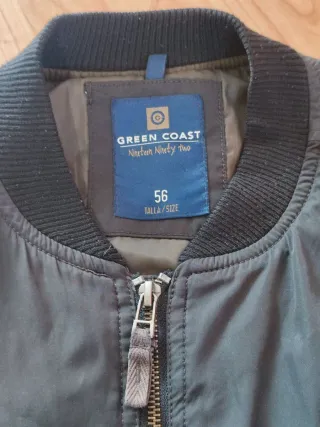 GREEN COAST
Nineteen Ninety two
56
TALLA/SIZE